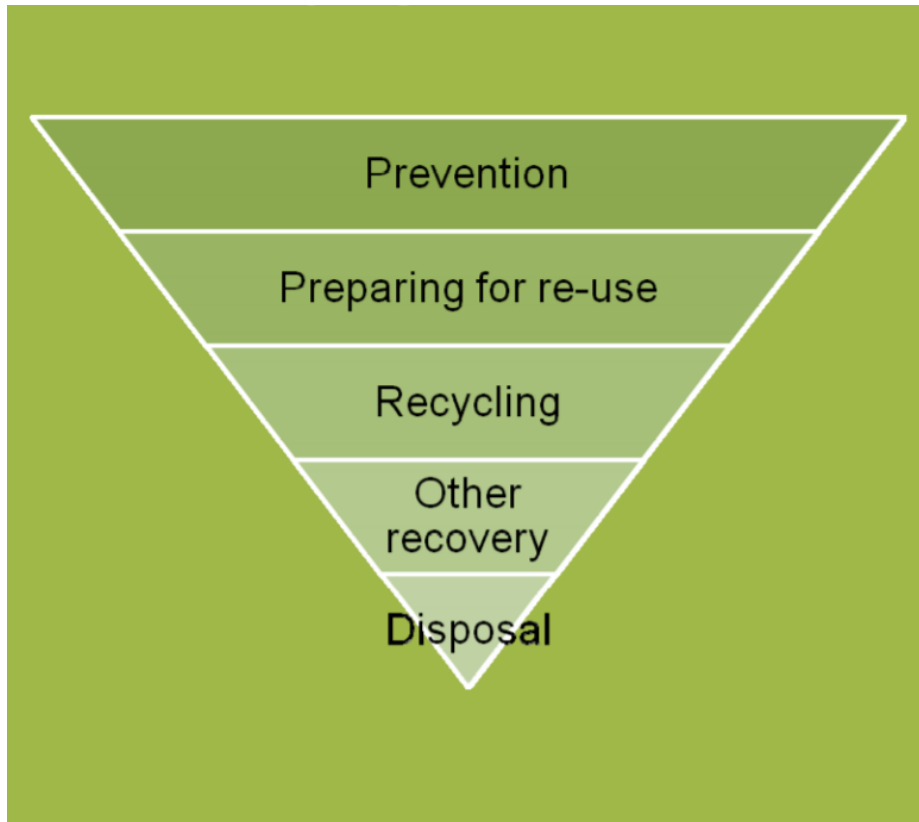 Prevention
Preparing for re-use
Recycling
Other
recovery
Disposal